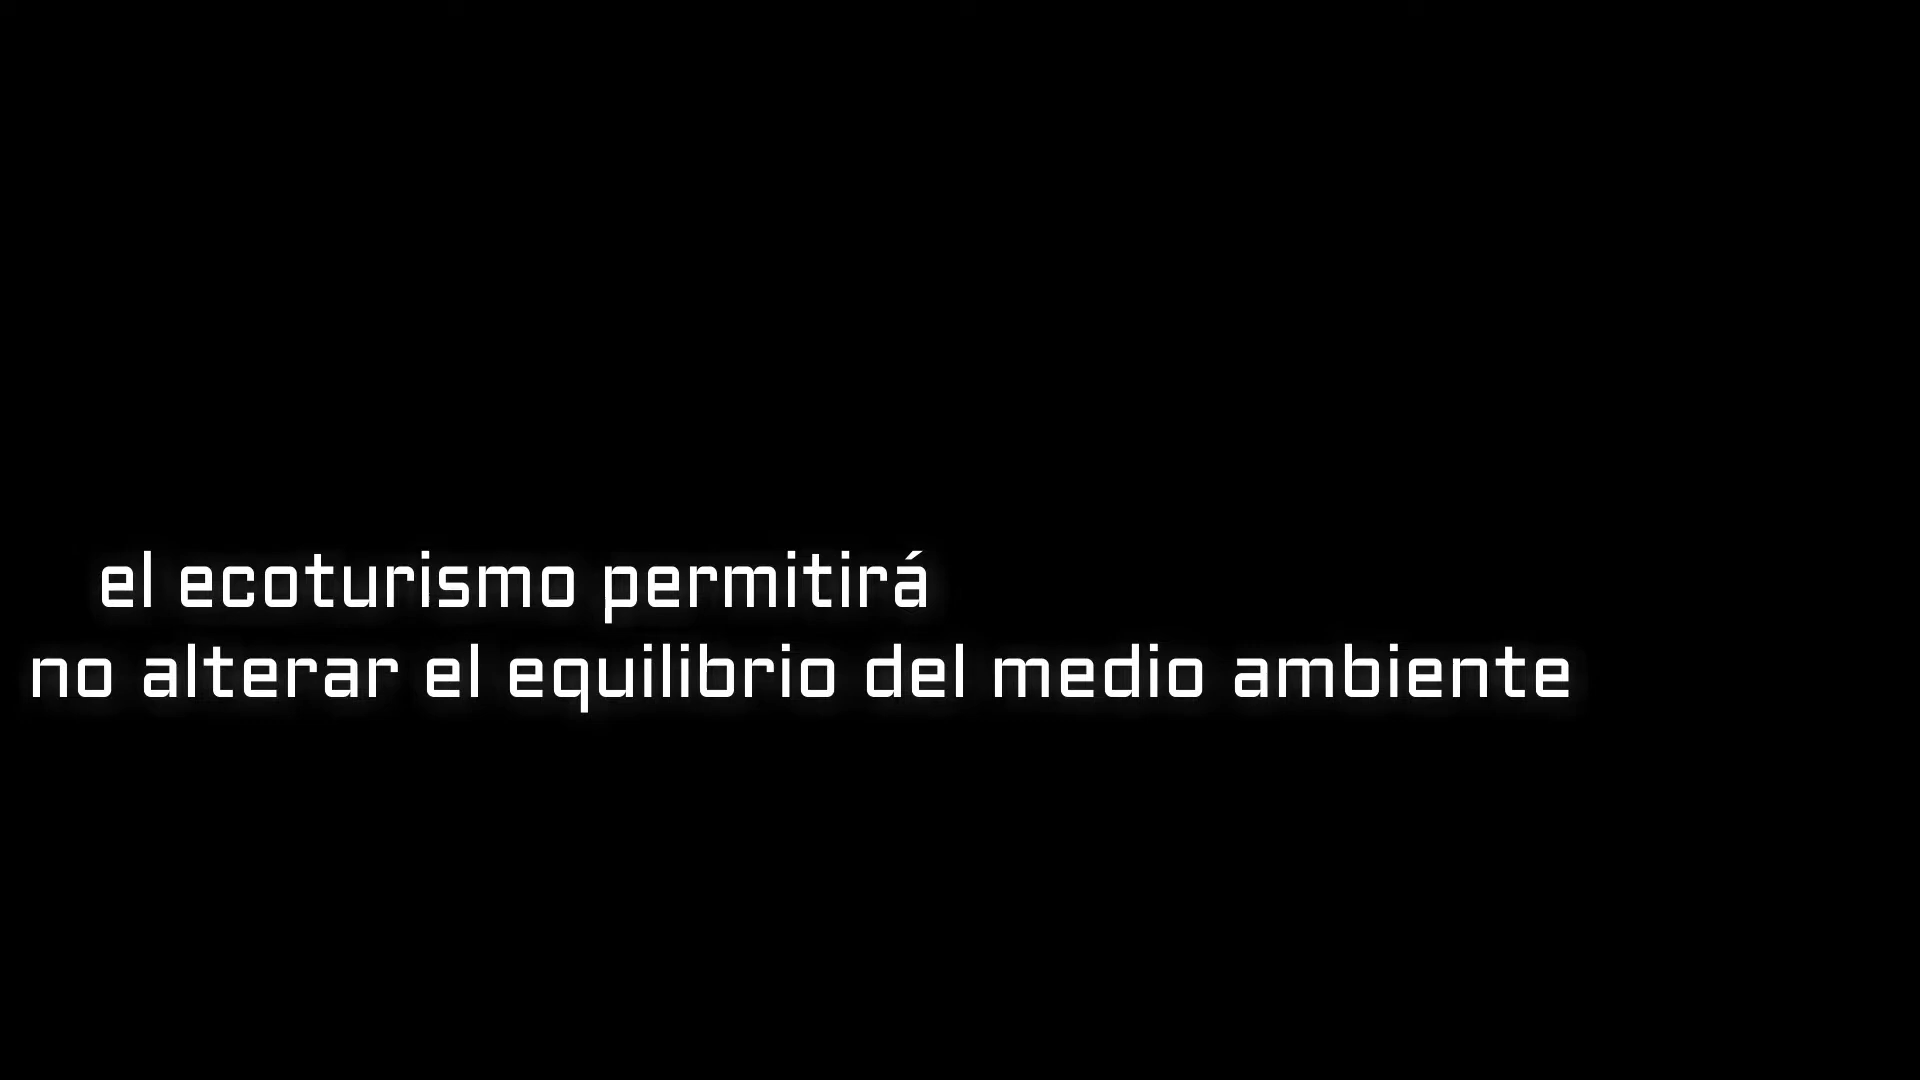 el ecoturismo permitirá
no alterar el equilibrio del medio ambiente